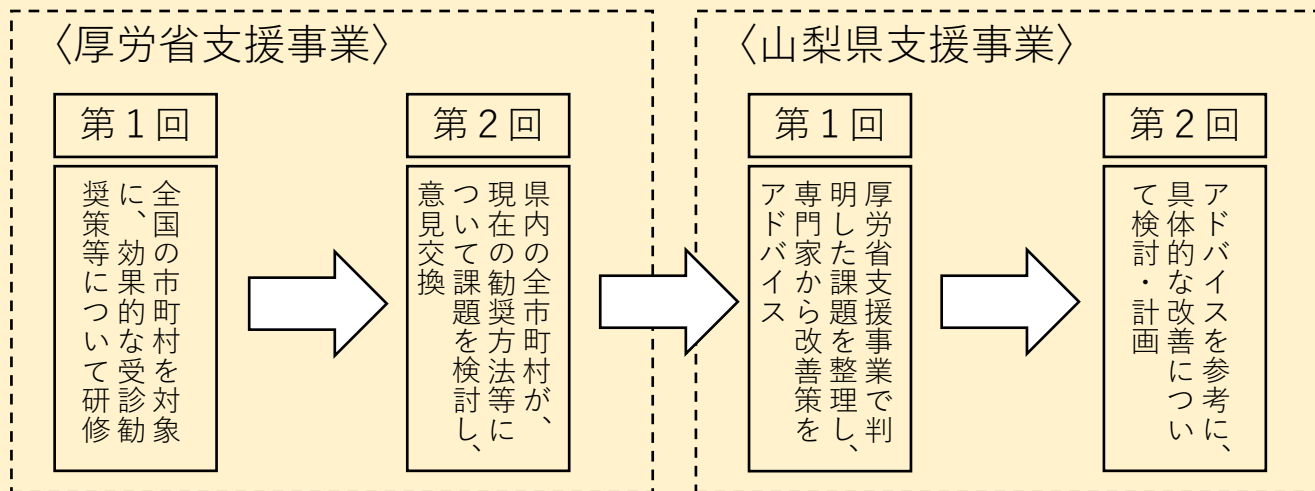 〈厚労省支援事業〉
第1回
全国の市町村を対象
に、効果的な受診勧
奨策等について研修
第2回
県内の全市町村が、
現在の勧奨方法等に
ついて課題を検討し、
意見交換
〈山梨県支援事業〉
第1回
厚労省支援事業で判
明した課題を整理し、
専門家から改善策を
アドバイス
第2回
アドバイスを参考に、
具体的な改善につい
て検討・計画